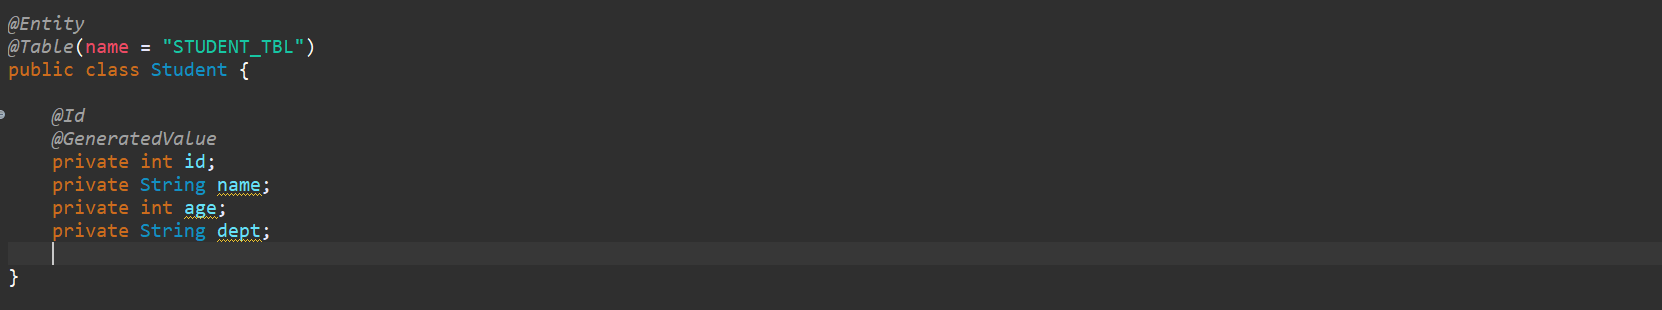 @Entity
@Table(name = "STUDENT_TBL")
public class Student {
@Id
@GeneratedValue
private int id;
private String name;
private int age;
private String dept;
}